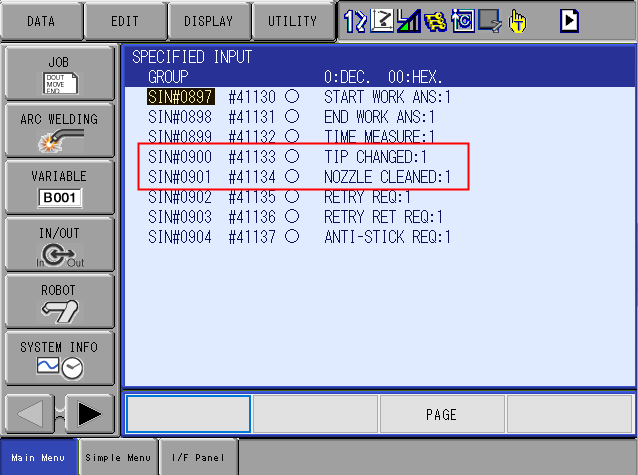 DATA EDIT DISPLAY UTILITY
JOB
DOUT
MOVE
END
ARC WELDING
VARIABLE
B001
IN/OUT
In Out
ROBOT
SYSTEM INFO
SPECIFIED INPUT
GROUP 0:DEC. 00:HEX.
SIN#0897 #41130 ○ START WORK ANS:1
SIN#0898 #41131 ○ END WORK ANS:1
SIN#0899 #41132 ○ TIME MEASURE:1
SIN#0900 #41133 ○ TIP CHANGED:1
SIN#0901 #41134 ○ NOZZLE CLEANED:1
SIN#0902 #41135 ○ RETRY REQ:1
SIN#0903 #41136 ○ RETRY RET REQ:1
SIN#0904 #41137 ○ ANTI-STICK REQ:1
PAGE
Main Menu Simple Menu I/F Panel